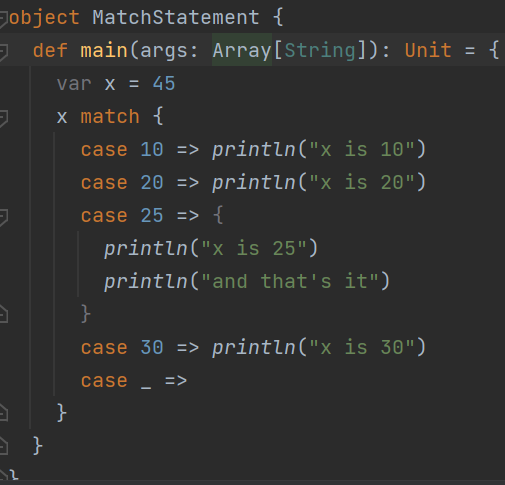 object MatchStatement {
  def main(args: Array[String]): Unit = {
    var x = 45
    x match {
      case 10 => println("x is 10")
      case 20 => println("x is 20")
      case 25 => {
        println("x is 25")
        println("and that's it")
      }
      case 30 => println("x is 30")
      case _ =>
    }
  }
}